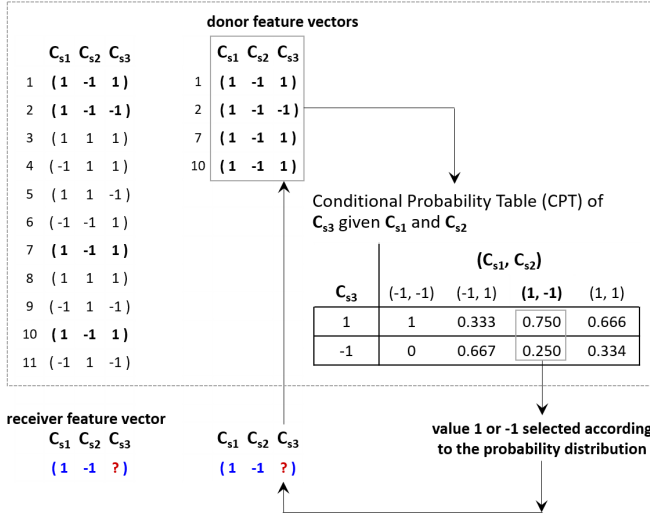 donor feature vectors
Cs1 Cs2 Cs3
1 (1 -1 1)
2 (1 -1 -1)
3 (1 1 1)
4 (-1 1 1)
5 (1 1 -1)
6 (-1 -1 1)
7 (1 -1 1)
8 (1 1 1)
9 (-1 1 -1)
10 (1 -1 1)
11 (-1 1 -1)
Cs1 Cs2 Cs3
1 (1 -1 1)
2 (1 -1 -1)
7 (1 -1 1)
10 (1 -1 1)
Conditional Probability Table (CPT) of
Cs3 given Cs1 and Cs2
(Cs1, Cs2)
Cs3 (-1, -1) (-1, 1) (1, -1) (1, 1)
1 1 0.333 0.750 0.666
-1 0 0.667 0.250 0.334
receiver feature vector
Cs1 Cs2 Cs3
(1 -1 ?)
Cs1 Cs2 Cs3
(1 -1 ?)
value 1 or -1 selected according
to the probability distribution